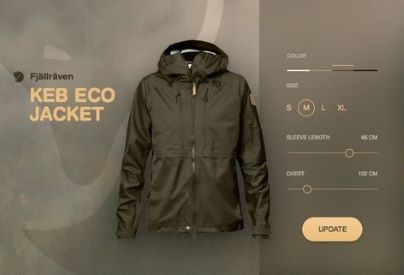 Fjällräven
KEB ECO
JACKET
COLOR
SIZE
S M L XL
SLEEVE LENGTH 65 CM
CHEST 102 CM
UPDATE